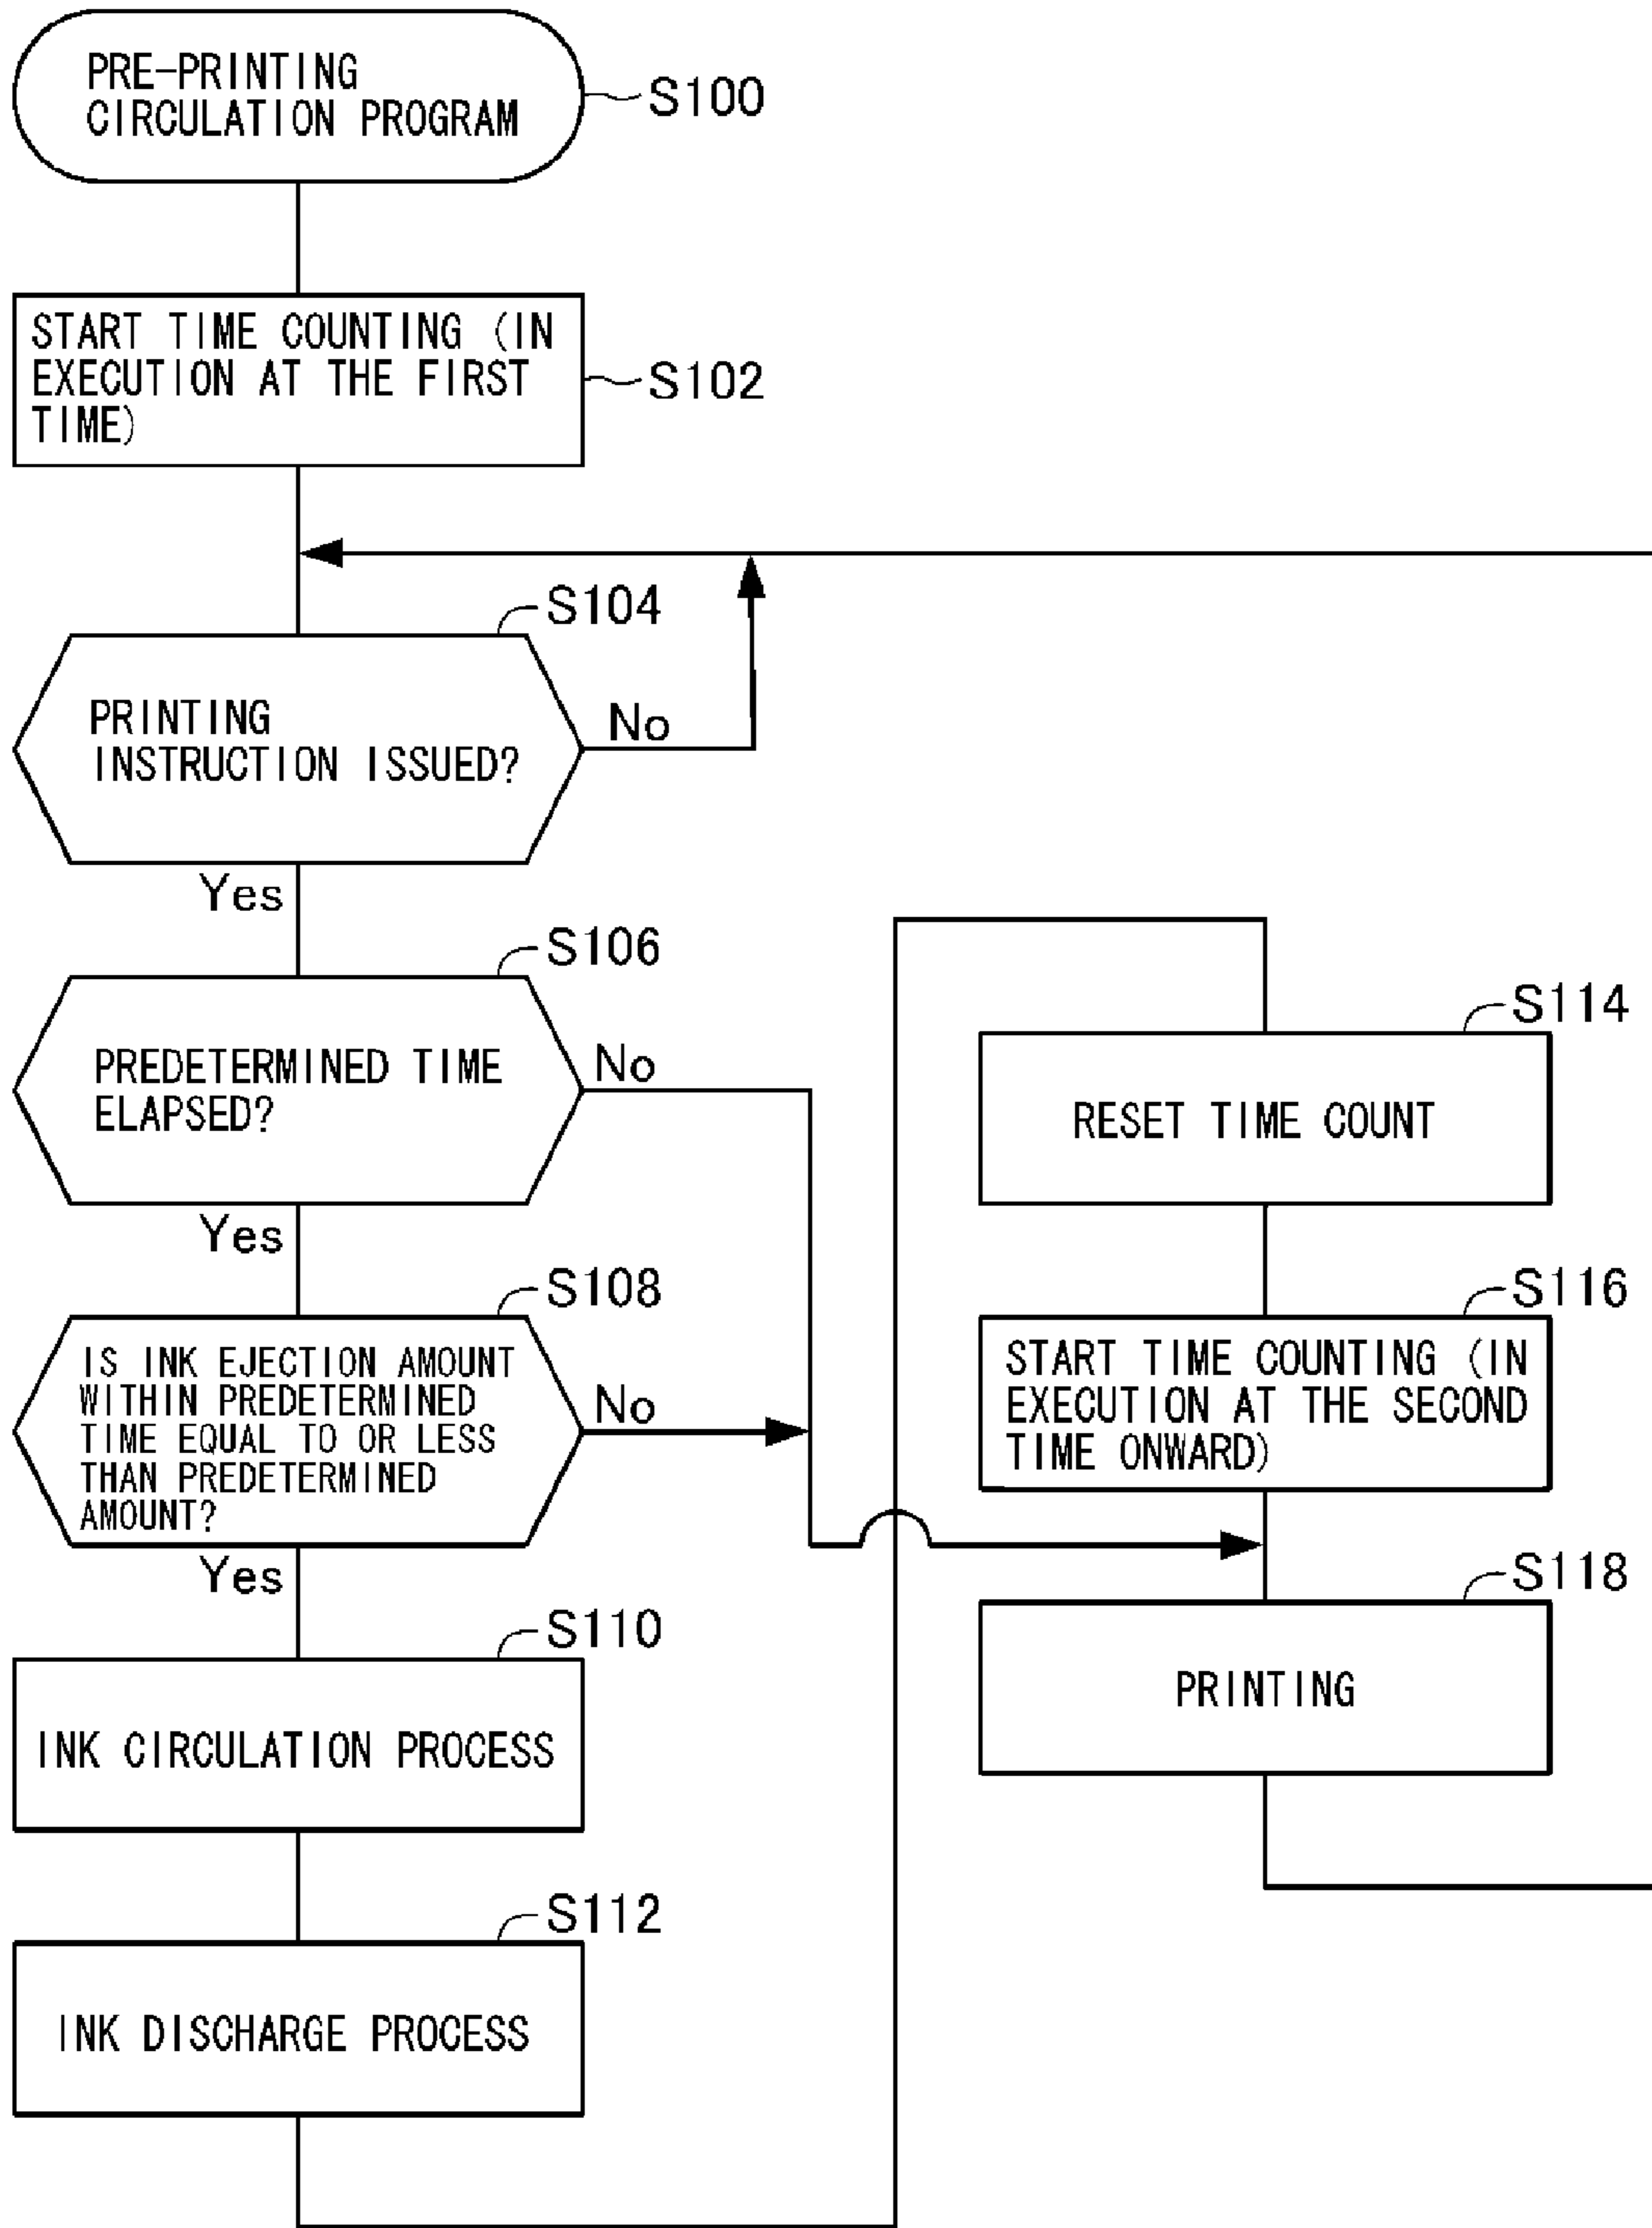 PRE-PRINTING
CIRCULATION PROGRAM
S100
START TIME COUNTING (IN
EXECUTION AT THE FIRST
TIME)
S102
S104
PRINTING
INSTRUCTION ISSUED?
No
Yes
S106
PREDETERMINED TIME
ELAPSED?
No
Yes
S108
IS INK EJECTION AMOUNT
WITHIN PREDETERMINED
TIME EQUAL TO OR LESS
THAN PREDETERMINED
AMOUNT?
No
Yes
S110
INK CIRCULATION PROCESS
S112
INK DISCHARGE PROCESS
S114
RESET TIME COUNT
S116
START TIME COUNTING (IN
EXECUTION AT THE SECOND
TIME ONWARD)
S118
PRINTING